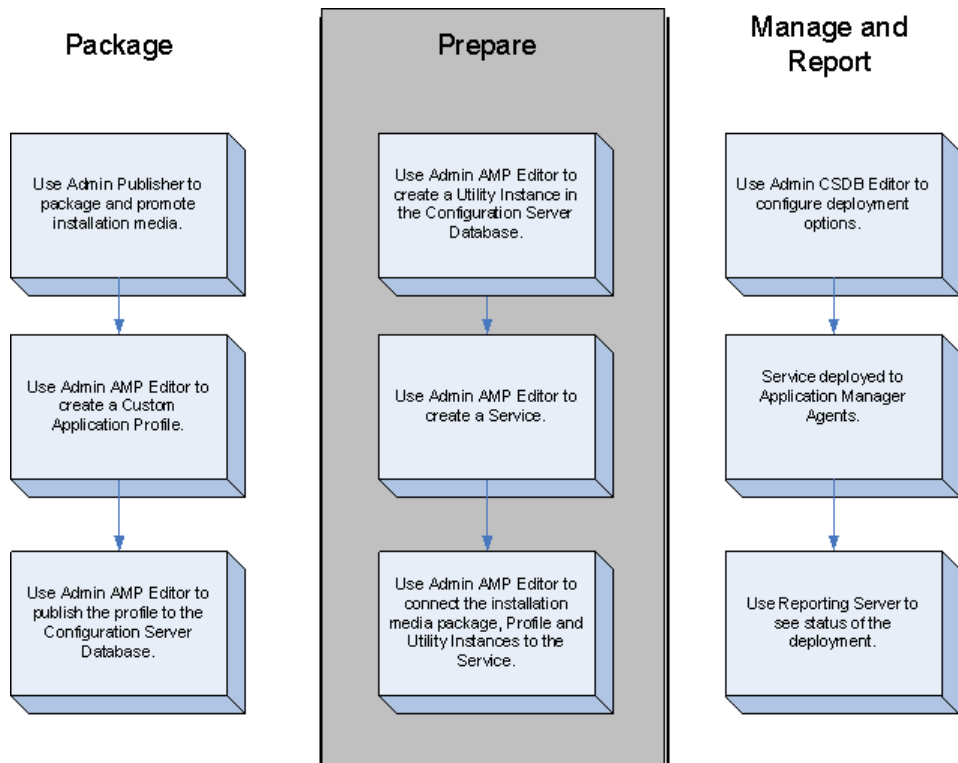 Package
Use Admin Publisher to
package and promote
installation media.
Use Admin AMP Editor to
create a Custom
Application Profile.
Use Admin AMP Editor to
publish the profile to the
Configuration Server
Database.
Prepare
Use Admin AMP Editor to
create a Utility Instance in
the Configuration Server
Database.
Use Admin AMP Editor to
create a Service.
Use Admin AMP Editor to
connect the installation
media package, Profile and
Utility Instances to the
Service.
Manage and
Report
Use Admin CSDB Editor to
configure deployment
options.
Service deployed to
Application Manager
Agents.
Use Reporting Server to
see status of the
deployment.